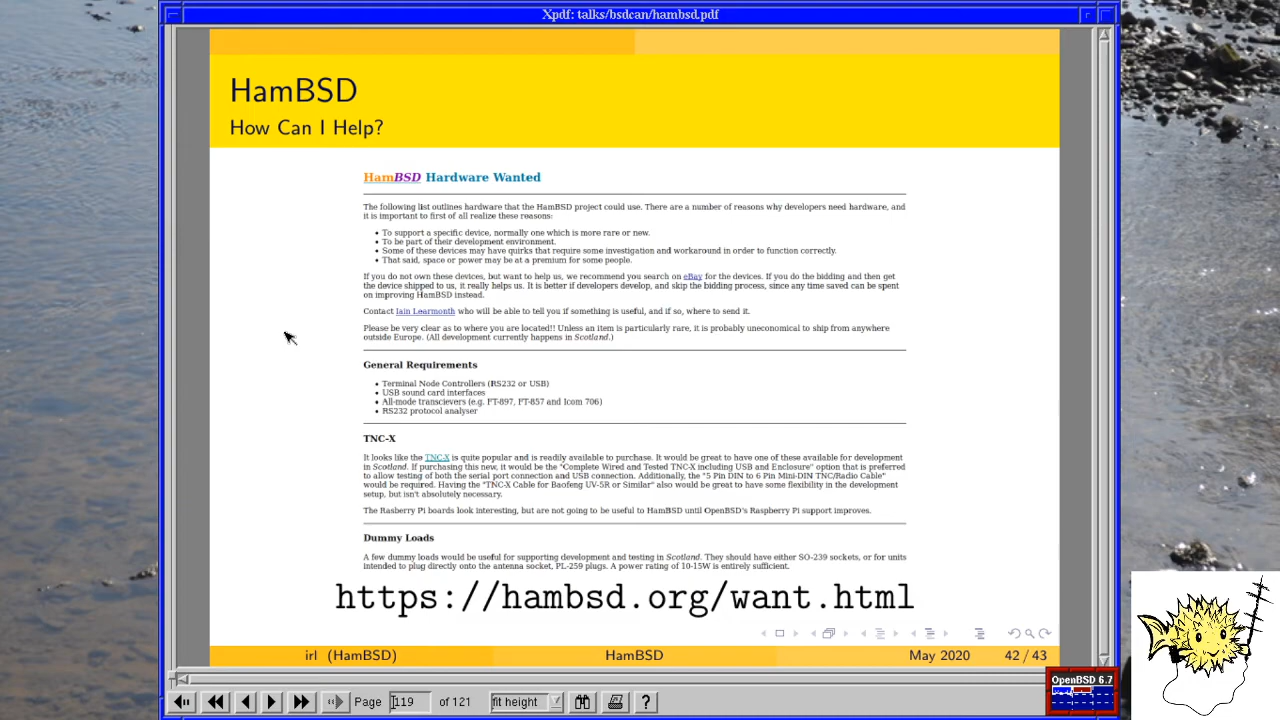 Xpdf: talks/bsdcan/hambsd.pdf
HamBSD
How Can I Help?
HamBSD Hardware Wanted
The following list outlines hardware that the HamBSD project could use. There are a number of reasons why developers need hardware, and
it is important to first of all realize these reasons:
• To support a specific device, normally one which is more rare or new.
• To be part of their development environment.
• Some of these devices may have quirks that require some investigation and workaround in order to function correctly.
• That said, space or power may be at a premium for some people.
If you do not own these devices, but want to help us, we recommend you search on eBay for the devices. If you do the bidding and then get
the device shipped to us, it really helps us. It is better if developers develop, and skip the bidding process, since any time saved can be spent
on improving HamBSD instead.
Contact Iain Learmonth who will be able to tell you if something is useful, and if so, where to send it.
Please be very clear as to where you are located!! Unless an item is particularly rare, it is probably uneconomical to ship from anywhere
outside Europe. (All development currently happens in Scotland.)
General Requirements
• Terminal Node Controllers (RS232 or USB)
• USB sound card interfaces
• All-mode transcievers (e.g. FT-897, FT-857 and Icom 706)
• RS232 protocol analyser
TNC-X
It looks like the TNC-X is quite popular and is readily available to purchase. It would be great to have one of these available for development
in Scotland. If purchasing this new, it would be the "Complete Wired and Tested TNC-X including USB and Enclosure" option that is preferred
to allow testing of both the serial port connection and USB connection. Additionally, the "5 Pin DIN to 6 Pin Mini-DIN TNC/Radio Cable"
would be required. Having the "TNC-X Cable for Baofeng UV-5R or Similar" also would be great to have some flexibility in the development
setup, but isn't absolutely necessary.
The Rasberry Pi boards look interesting, but are not going to be useful to HamBSD until OpenBSD's Raspberry Pi support improves.
Dummy Loads
A few dummy loads would be useful for supporting development and testing in Scotland. They should have either SO-239 sockets, or for units
intended to plug directly onto the antenna socket, PL-259 plugs. A power rating of 10-15W is entirely sufficient.
https://hambsd.org/want.html
irl (HamBSD) HamBSD May 2020 42 / 43
OpenBSD 6.7
Page 119 of 121 fit height ?